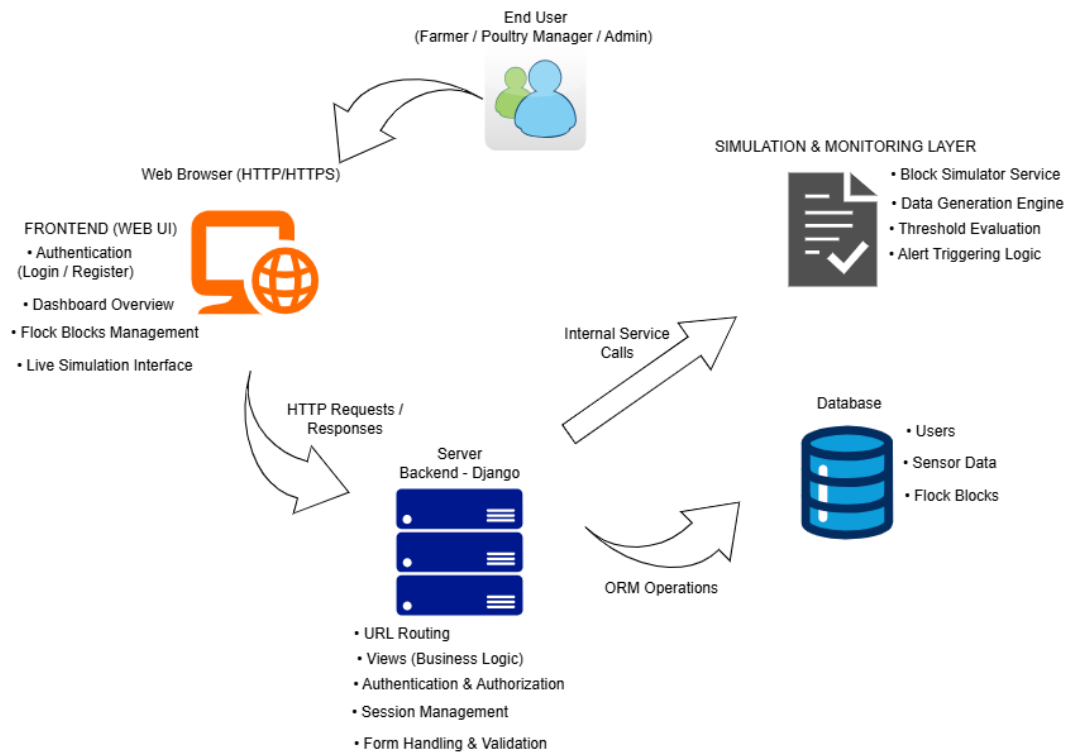 End User
(Farmer / Poultry Manager / Admin)
Web Browser (HTTP/HTTPS)
FRONTEND (WEB UI)
• Authentication
(Login / Register)
• Dashboard Overview
• Flock Blocks Management
• Live Simulation Interface
HTTP Requests /
Responses
Server
Backend - Django
• URL Routing
• Views (Business Logic)
• Authentication & Authorization
• Session Management
• Form Handling & Validation
Internal Service
Calls
SIMULATION & MONITORING LAYER
• Block Simulator Service
• Data Generation Engine
• Threshold Evaluation
• Alert Triggering Logic
ORM Operations
Database
• Users
• Sensor Data
• Flock Blocks